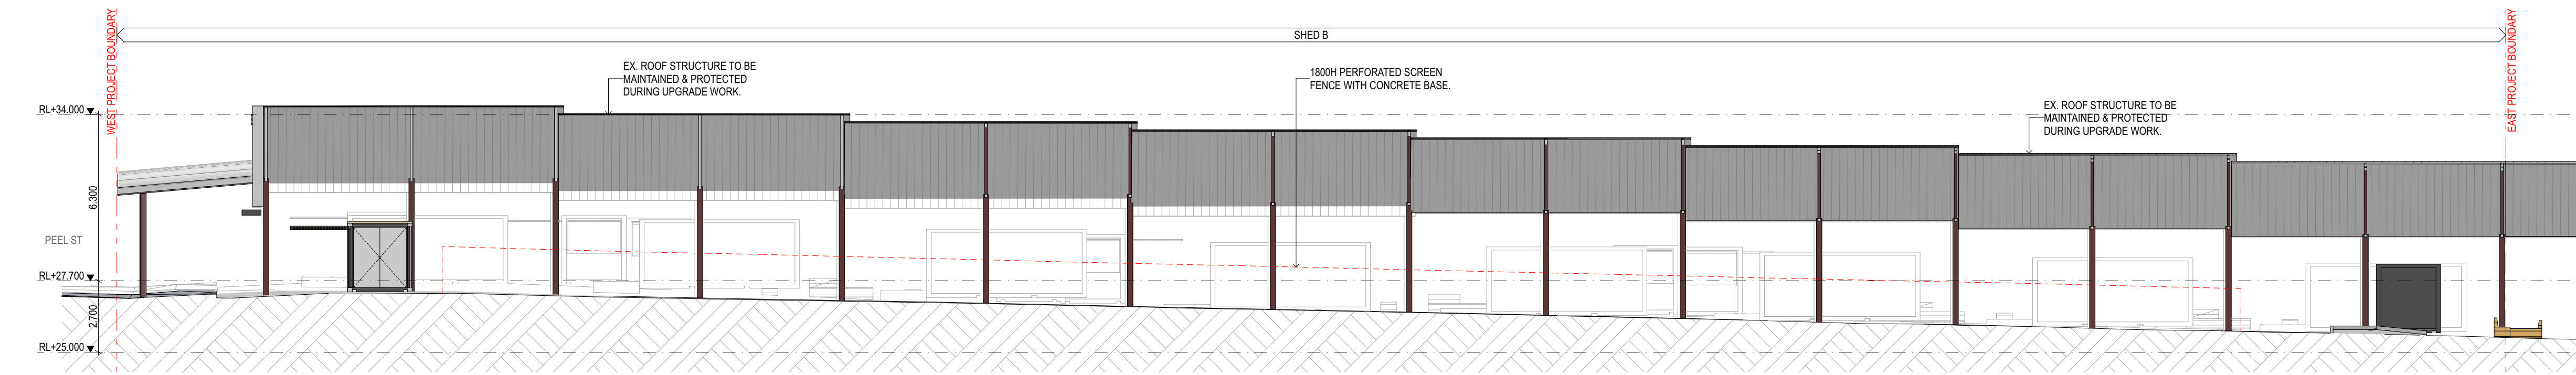 WEST PROJECT BOUNDARY
SHED B
EAST PROJECT BOUNDARY
EX. ROOF STRUCTURE TO BE
MAINTAINED & PROTECTED
DURING UPGRADE WORK.
1800H PERFORATED SCREEN
FENCE WITH CONCRETE BASE.
EX. ROOF STRUCTURE TO BE
MAINTAINED & PROTECTED
DURING UPGRADE WORK.
RL+34.000
6.300
PEEL ST
RL+27.700
2.700
RL+25.000